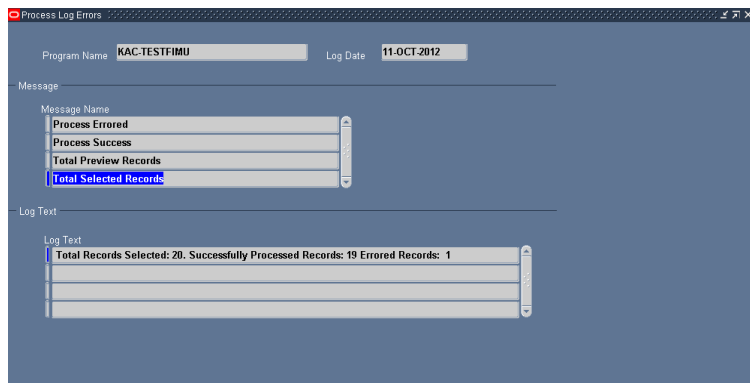 Process Log Errors
Program Name KAC-TESTFIMU Log Date 11-OCT-2012
Message
Message Name
Process Errored
Process Success
Total Preview Records
Total Selected Records
Log Text
Log Text
Total Records Selected: 20. Successfully Processed Records: 19 Errored Records: 1